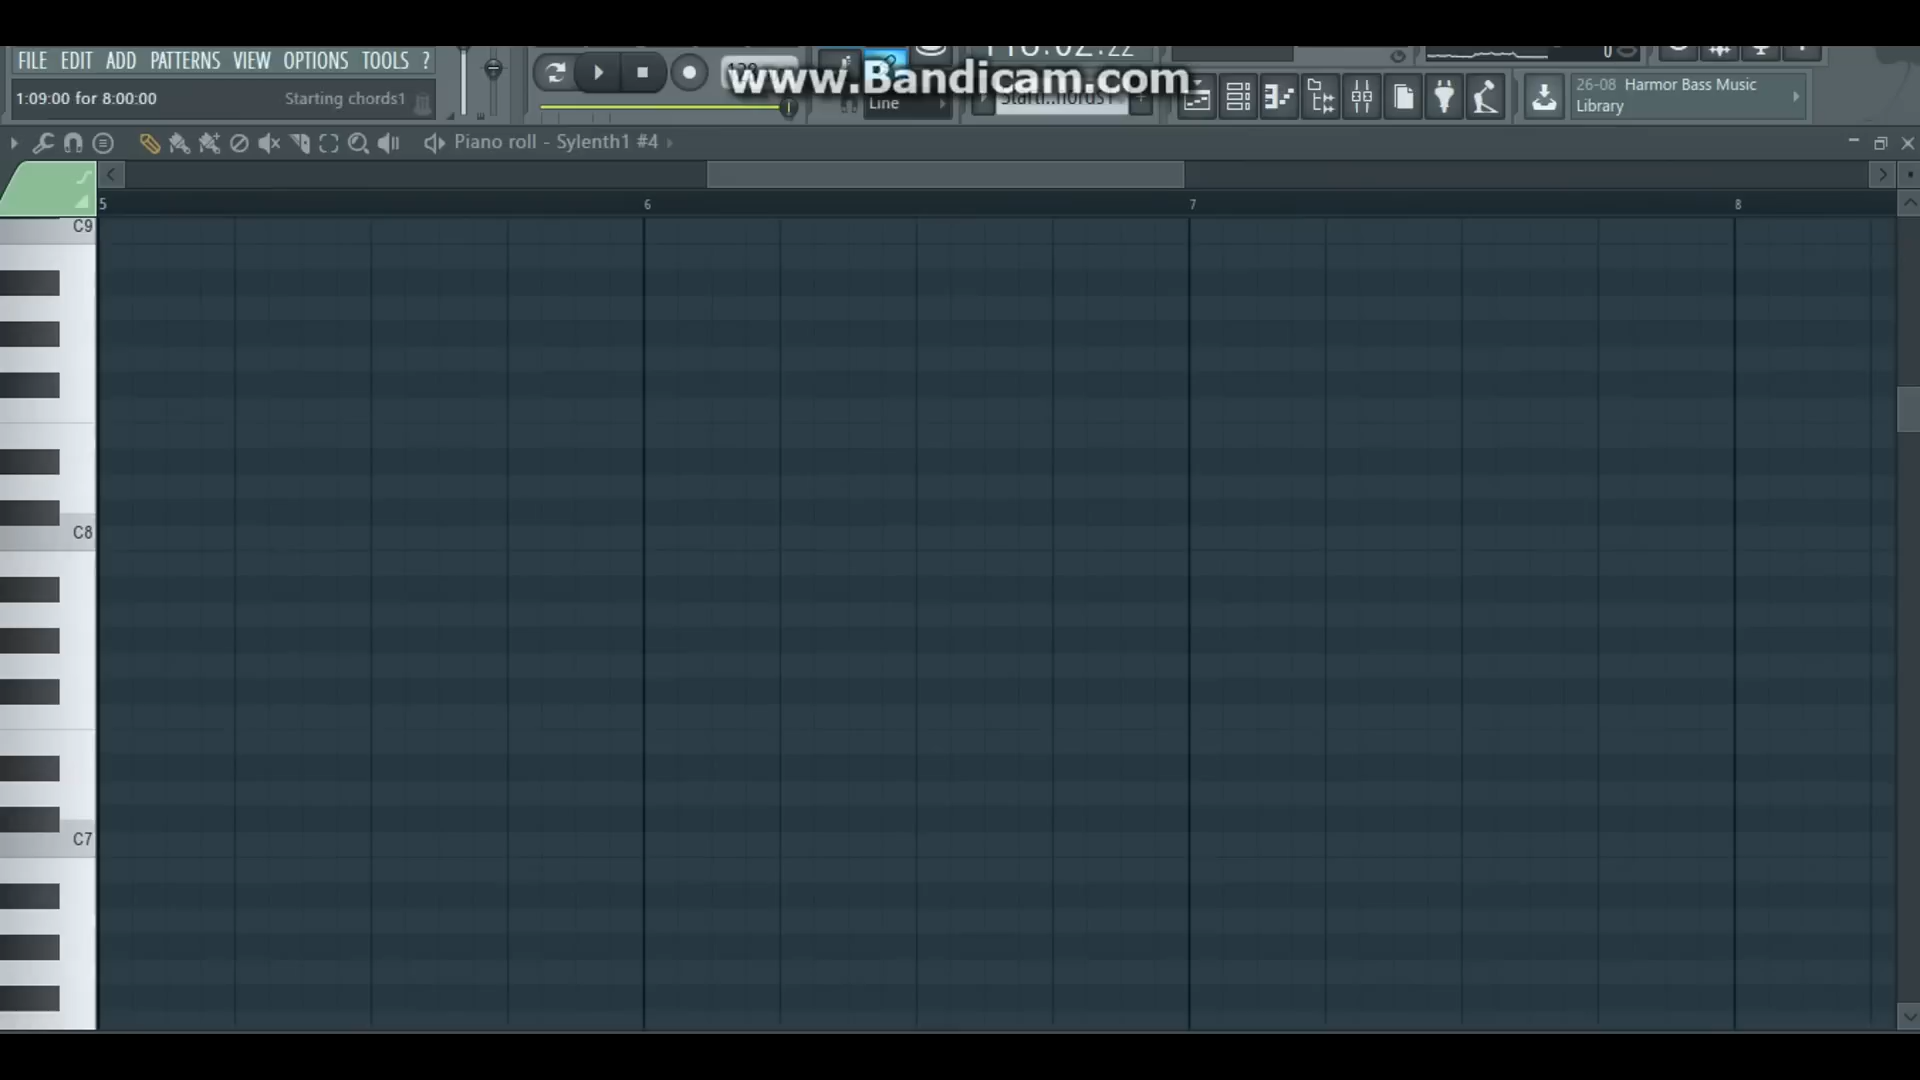 FILE EDIT ADD PATTERNS VIEW OPTIONS TOOLS ?
www.Bandicam.com
1:09:00 for 8:00:00 Starting chords1
Line
26-08 Harmor Bass Music
Library
Piano roll - Sylenth1 #4
5 6 7 8
C9
C8
C7